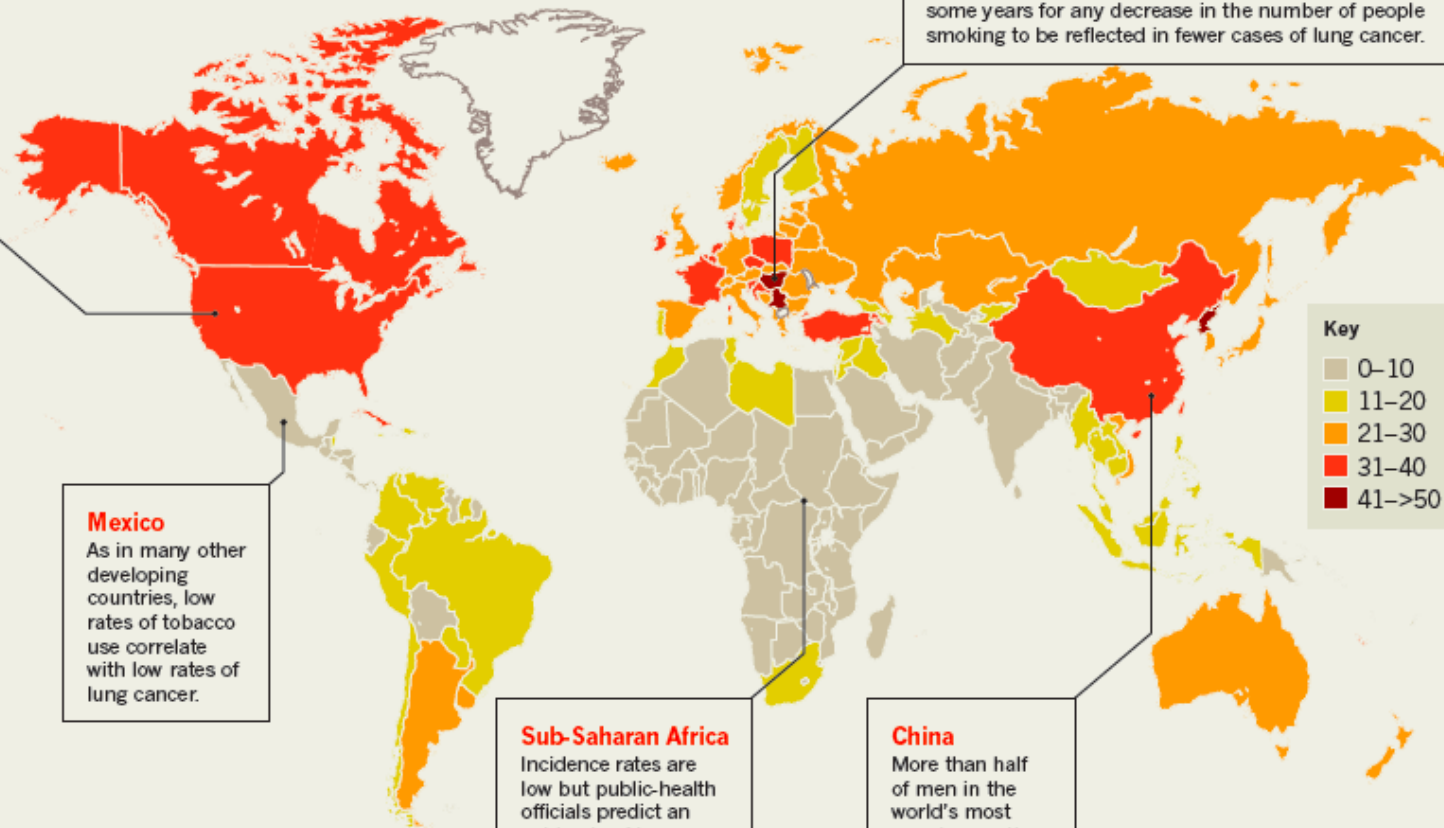 some years for any decrease in the number of people
smoking to be reflected in fewer cases of lung cancer.
Key
0–10
11–20
21–30
31–40
41–>50
Mexico
As in many other
developing
countries, low
rates of tobacco
use correlate
with low rates of
lung cancer.
Sub-Saharan Africa
Incidence rates are
low but public-health
officials predict an
China
More than half
of men in the
world's most